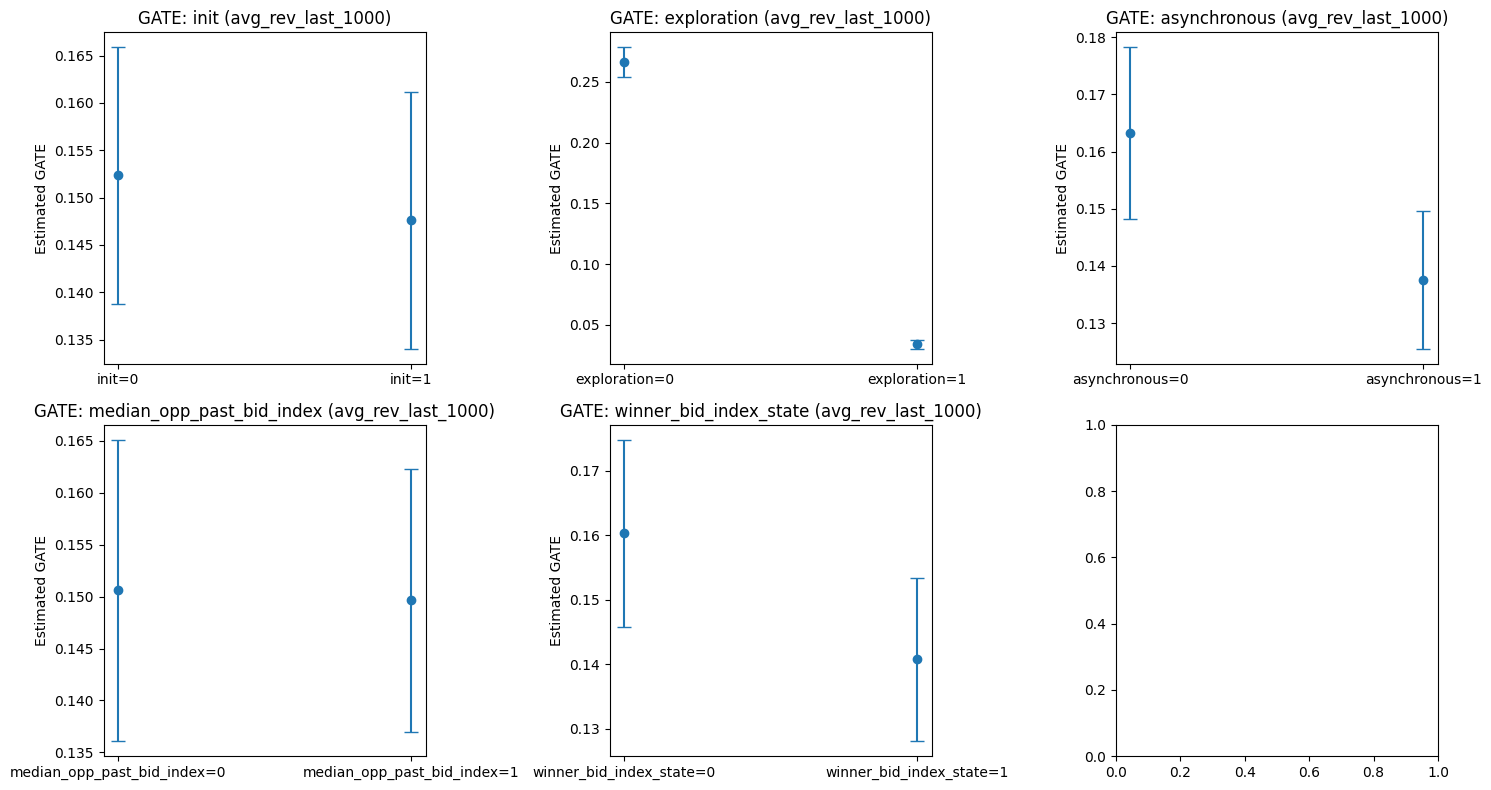 GATE: init (avg_rev_last_1000)
Estimated GATE
0.165
0.160
0.155
0.150
0.145
0.140
0.135
init=0
init=1
GATE: exploration (avg_rev_last_1000)
Estimated GATE
0.25
0.20
0.15
0.10
0.05
exploration=0
exploration=1
GATE: asynchronous (avg_rev_last_1000)
Estimated GATE
0.18
0.17
0.16
0.15
0.14
0.13
asynchronous=0
asynchronous=1
GATE: median_opp_past_bid_index (avg_rev_last_1000)
Estimated GATE
0.165
0.160
0.155
0.150
0.145
0.140
0.135
median_opp_past_bid_index=0
median_opp_past_bid_index=1
GATE: winner_bid_index_state (avg_rev_last_1000)
Estimated GATE
0.17
0.16
0.15
0.14
0.13
winner_bid_index_state=0
winner_bid_index_state=1
1.0
0.8
0.6
0.4
0.2
0.0
0.0
0.2
0.4
0.6
0.8
1.0